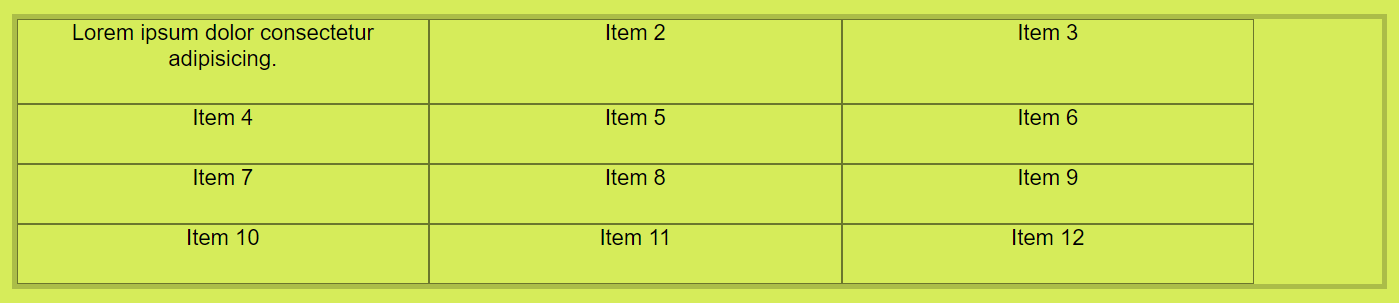 Lorem ipsum dolor consectetur
adipisicing.
Item 2
Item 3
Item 4
Item 5
Item 6
Item 7
Item 8
Item 9
Item 10
Item 11
Item 12